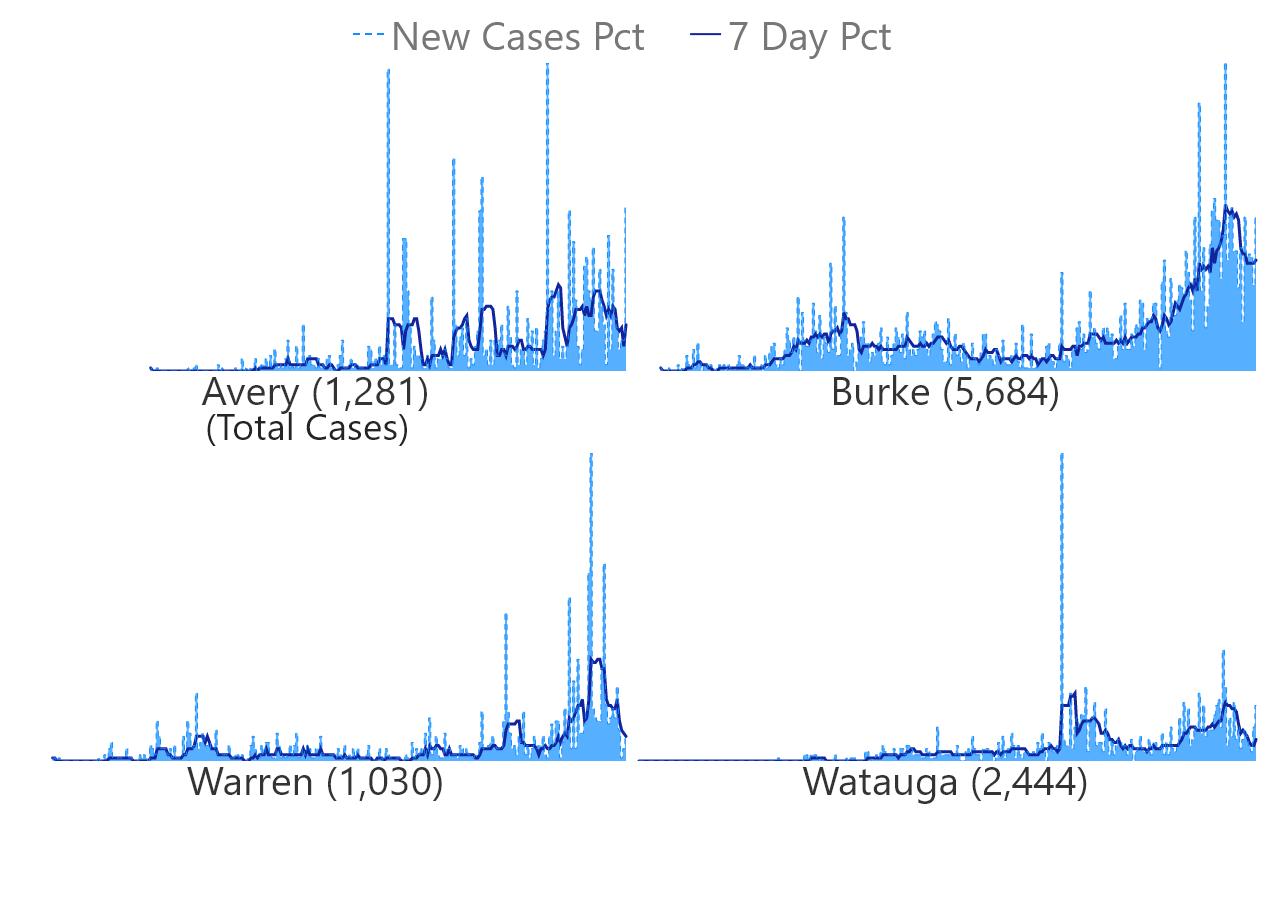 New Cases Pct 7 Day Pct
Avery (1,281)
(Total Cases)
Burke (5,684)
Warren (1,030)
Watauga (2,444)